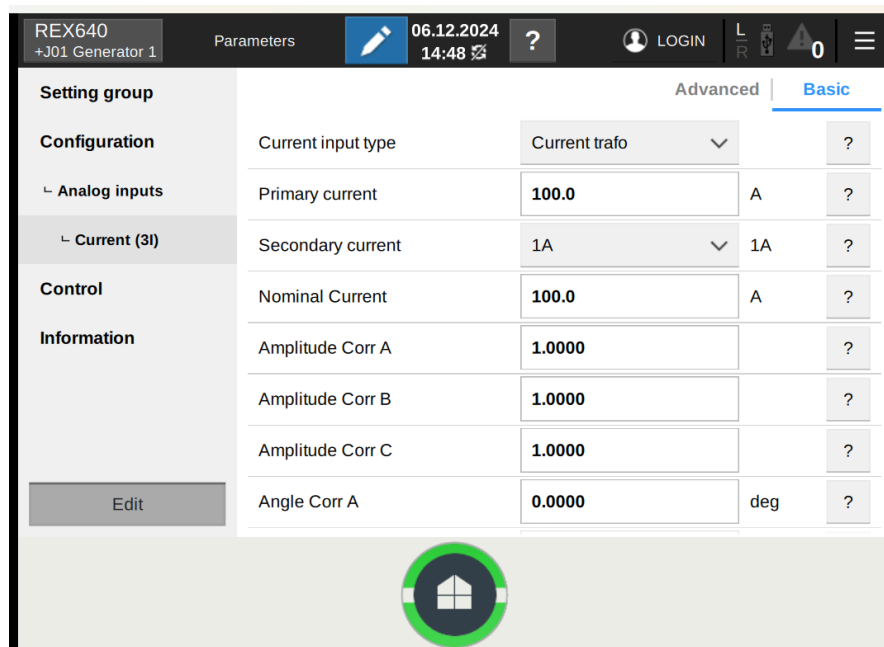 REX640
+J01 Generator 1
Parameters
06.12.2024
14:48
?
LOGIN
L
R
0
Setting group
Configuration
Analog inputs
Current (3I)
Control
Information
Edit
Advanced
Basic
Current input type
Current trafo
?
Primary current
100.0
A
?
Secondary current
1A
1A
?
Nominal Current
100.0
A
?
Amplitude Corr A
1.0000
?
Amplitude Corr B
1.0000
?
Amplitude Corr C
1.0000
?
Angle Corr A
0.0000
deg
?